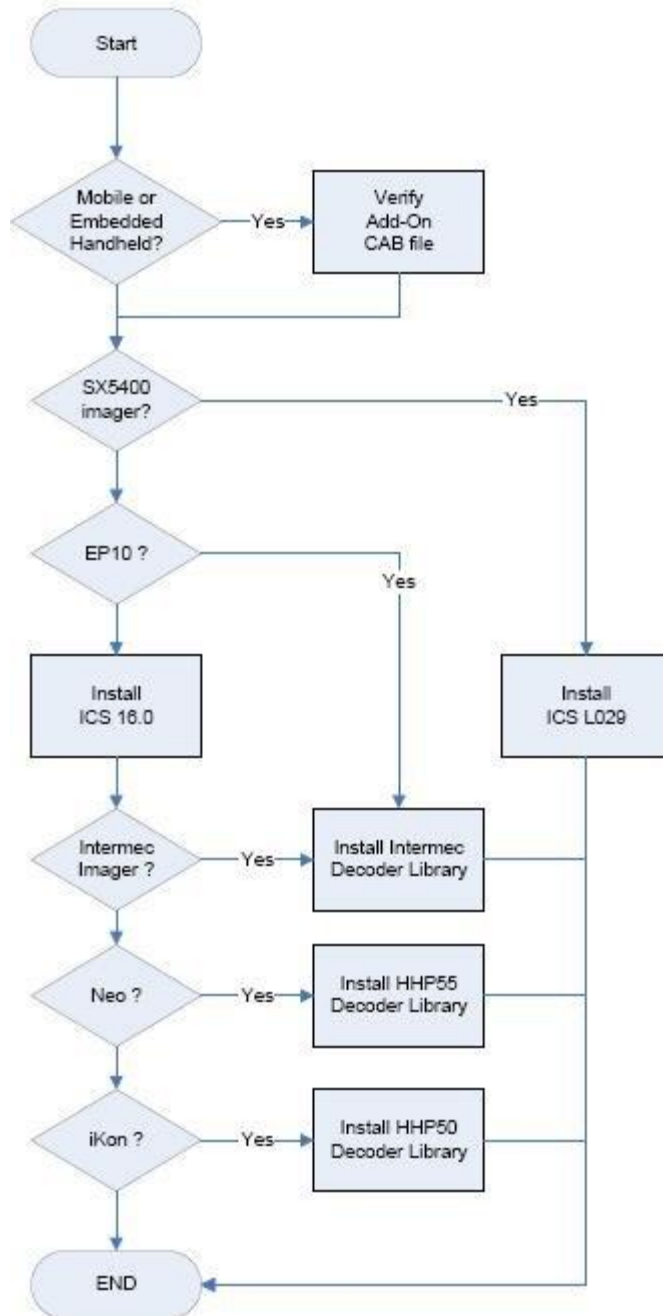 Start
Mobile or
Embedded
Handheld?
Yes
Verify
Add-On
CAB file
SX5400
imager?
Yes
EP10 ?
Yes
Install
ICS 16.0
Install
ICS L029
Intermec
Imager ?
Yes
Install Intermec
Decoder Library
Neo ?
Yes
Install HHP55
Decoder Library
iKon ?
Yes
Install HHP50
Decoder Library
END